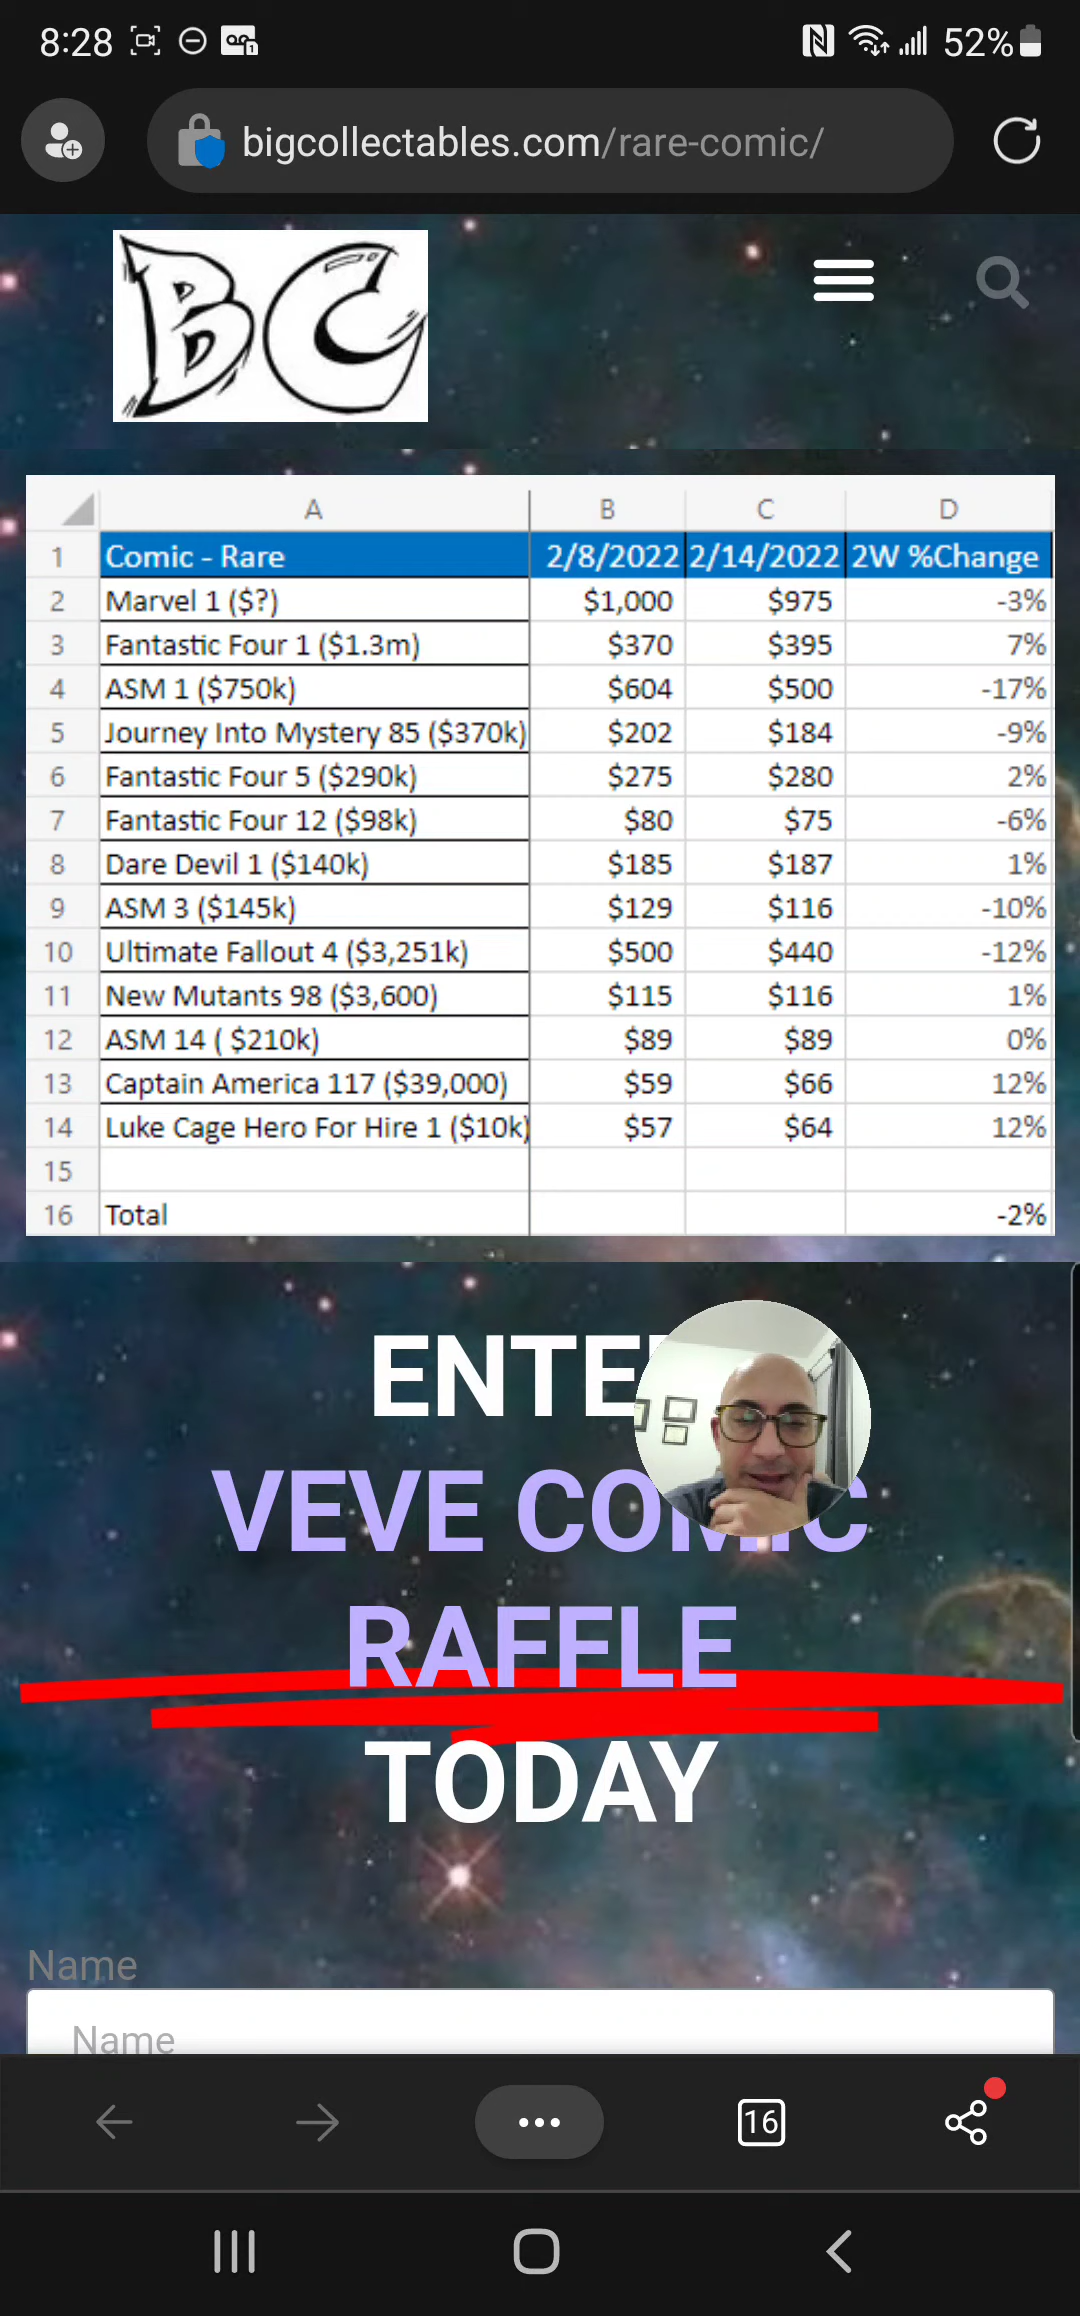 8:28
52%
bigcollectables.com/rare-comic/
BC
A B C D
1 Comic - Rare 2/8/2022 2/14/2022 2W %Change
2 Marvel 1 ($?) $1,000 $975 -3%
3 Fantastic Four 1 ($1.3m) $370 $395 7%
4 ASM 1 ($750k) $604 $500 -17%
5 Journey Into Mystery 85 ($370k) $202 $184 -9%
6 Fantastic Four 5 ($290k) $275 $280 2%
7 Fantastic Four 12 ($98k) $80 $75 -6%
8 Dare Devil 1 ($140k) $185 $187 1%
9 ASM 3 ($145k) $129 $116 -10%
10 Ultimate Fallout 4 ($3,251k) $500 $440 -12%
11 New Mutants 98 ($3,600) $115 $116 1%
12 ASM 14 ( $210k) $89 $89 0%
13 Captain America 117 ($39,000) $59 $66 12%
14 Luke Cage Hero For Hire 1 ($10k) $57 $64 12%
15
16 Total -2%
ENTE
VEVE COMIC
RAFFLE
TODAY
Name
Name
16